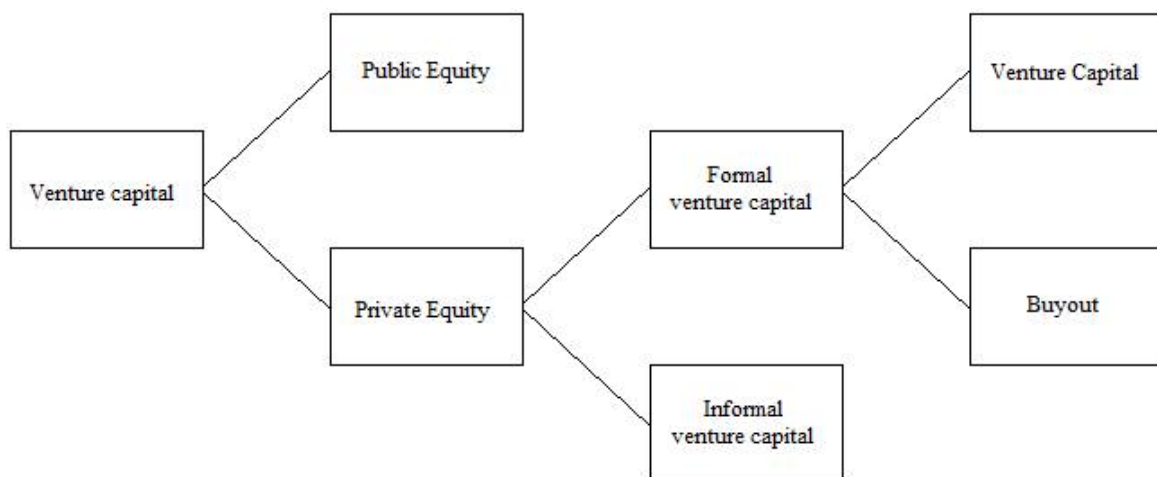 Venture capital
Public Equity
Private Equity
Formal
venture capital
Informal
venture capital
Venture Capital
Buyout